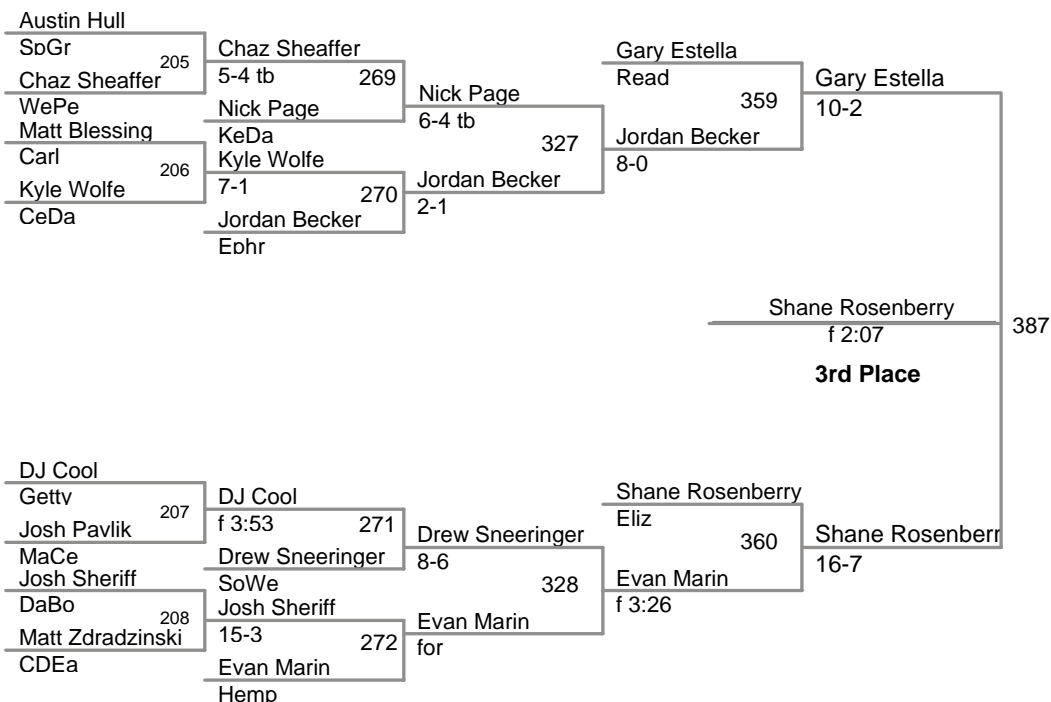 Austin Hull
SpGr
205
Chaz Sheaffer
WePe
Matt Blessing
Carl
206
Kyle Wolfe
CeDa
Chaz Sheaffer
5-4 tb
269
Nick Page
KeDa
Kyle Wolfe
7-1
270
Jordan Becker
Ephr
Nick Page
6-4 tb
327
Jordan Becker
2-1
Gary Estella
Read
359
Jordan Becker
8-0
Gary Estella
10-2
Shane Rosenberry
f 2:07
387
3rd Place
DJ Cool
Getty
207
Josh Pavlik
MaCe
Josh Sheriff
DaBo
208
Matt Zdradzinski
CDEa
DJ Cool
f 3:53
271
Drew Sneeringer
SoWe
Josh Sheriff
15-3
272
Evan Marin
Hemp
Drew Sneeringer
8-6
328
Evan Marin
for
Shane Rosenberry
Eliz
360
Evan Marin
f 3:26
Shane Rosenberr
16-7